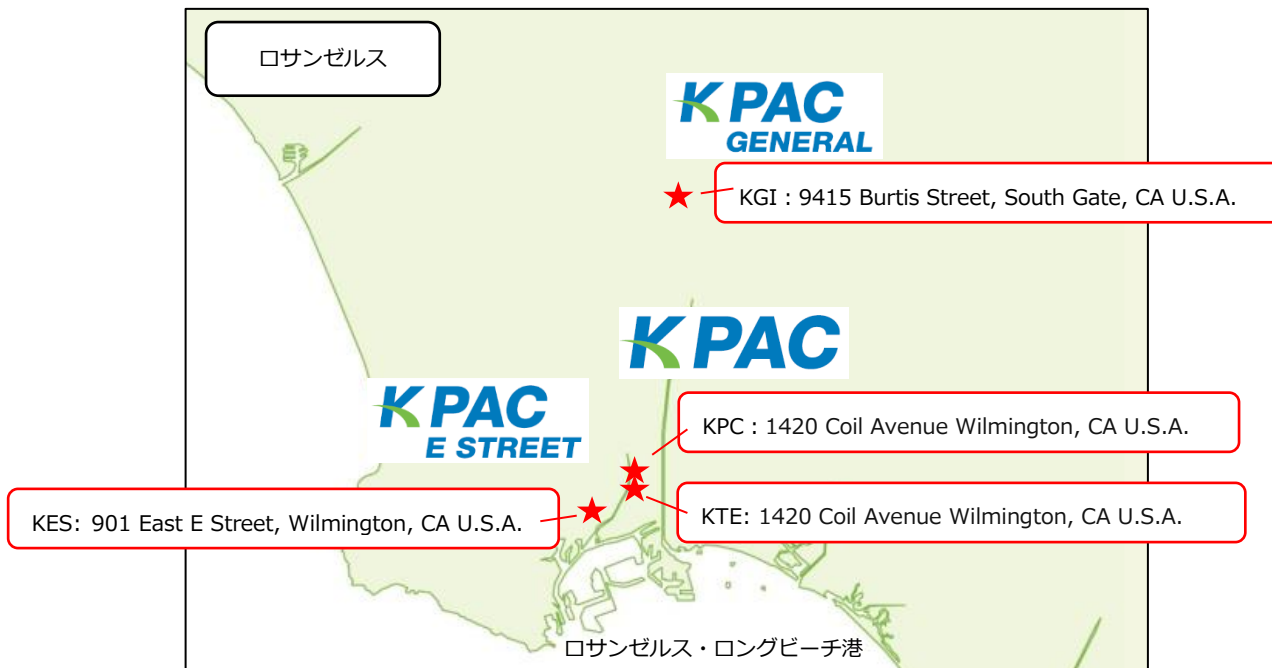 ロサンゼルス
K PAC
GENERAL
KGI : 9415 Burtis Street, South Gate, CA U.S.A.
K PAC
K PAC
E STREET
KPC : 1420 Coil Avenue Wilmington, CA U.S.A.
KES: 901 East E Street, Wilmington, CA U.S.A.
KTE: 1420 Coil Avenue Wilmington, CA U.S.A.
ロサンゼルス・ロングビーチ港